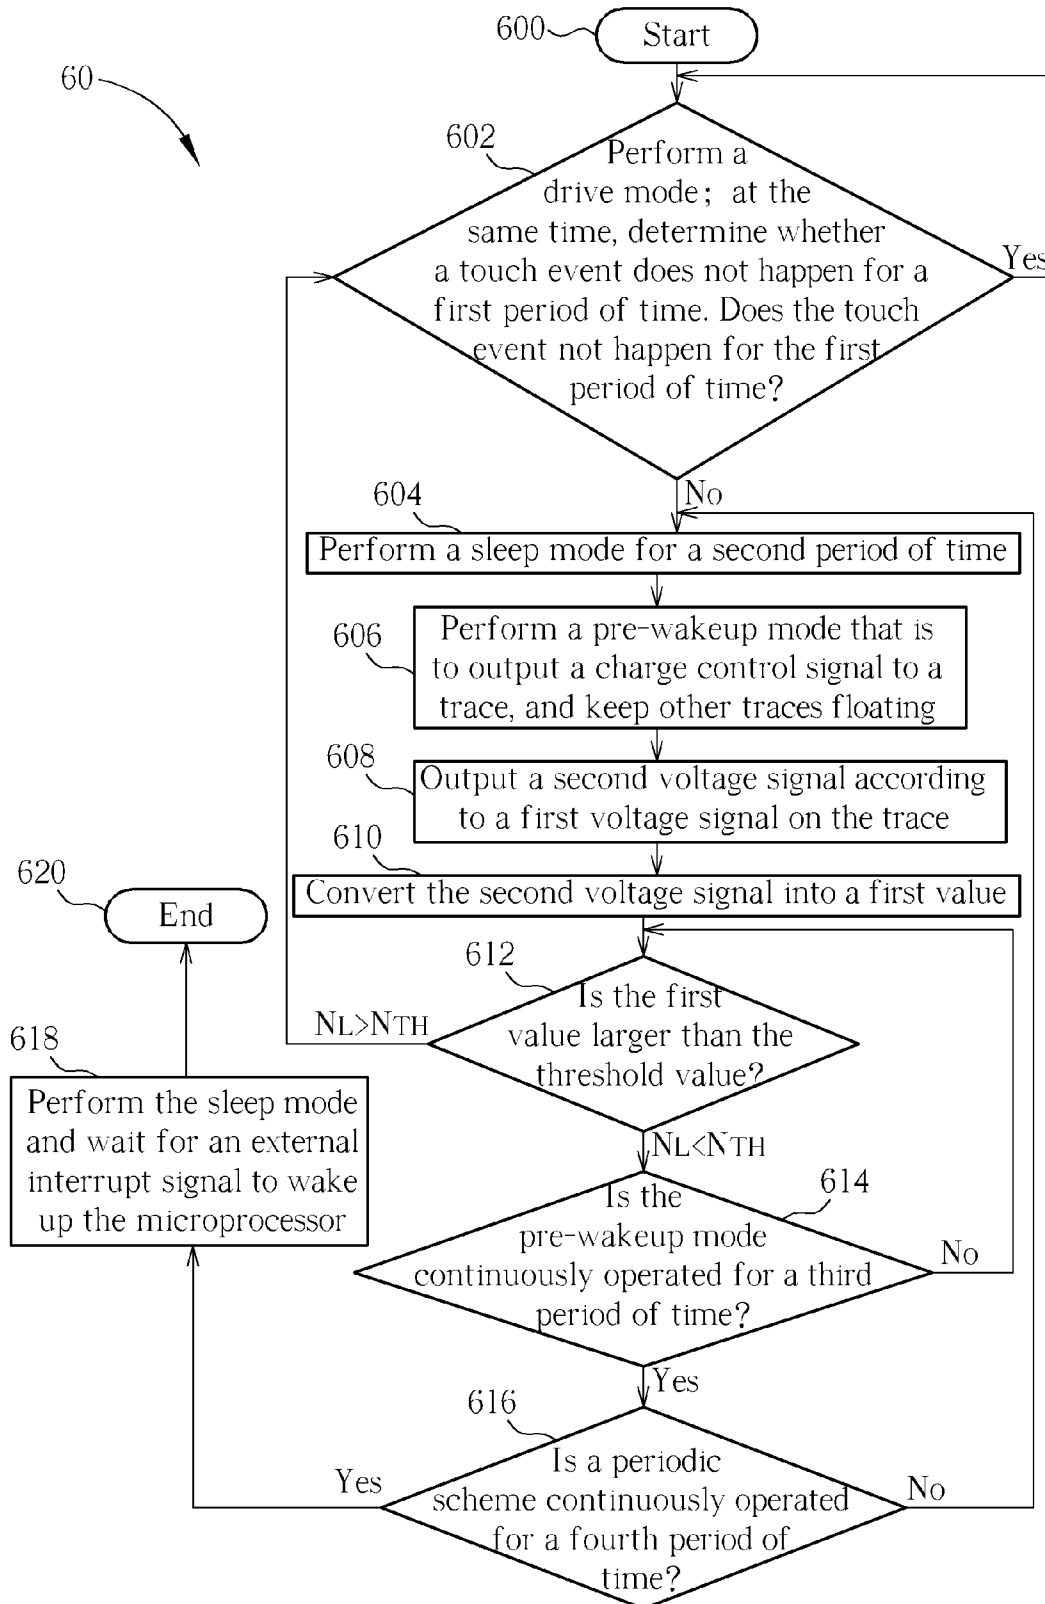 600
Start
60
602
Perform a
drive mode; at the
same time, determine whether
a touch event does not happen for a
first period of time. Does the touch
event not happen for the first
period of time?
Yes
No
604
Perform a sleep mode for a second period of time
606
Perform a pre-wakeup mode that is
to output a charge control signal to a
trace, and keep other traces floating
608
Output a second voltage signal according
to a first voltage signal on the trace
610
Convert the second voltage signal into a first value
620
End
612
Is the first
value larger than the
threshold value?
NL>NTH
NL<NTH
618
Perform the sleep mode
and wait for an external
interrupt signal to wake
up the microprocessor
614
Is the
pre-wakeup mode
continuously operated for a third
period of time?
No
Yes
616
Is a periodic
scheme continuously operated
for a fourth period of
time?
Yes
No